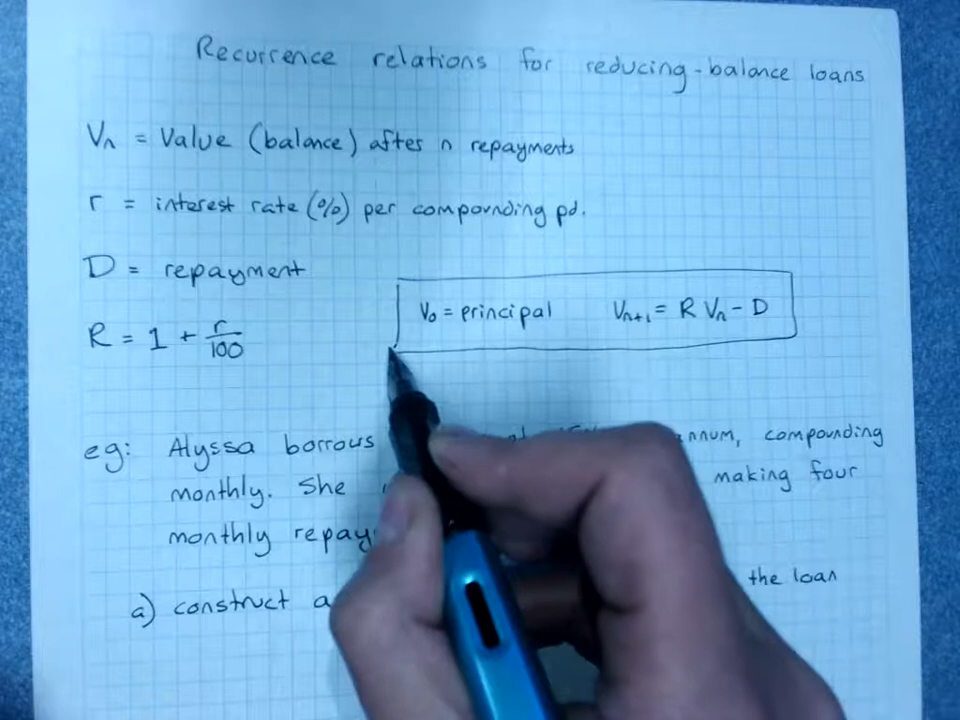 Recurrence relations for reducing-balance loans
Vn = Value (balance) after n repayments
r = interest rate (%) per compounding pd.
D = repayment
V0 = principal Vn+1 = R Vn - D
R = 1 + r/100
eg: Alyssa borrows annum, compounding
monthly. She making four
monthly
the loan
a) construct a